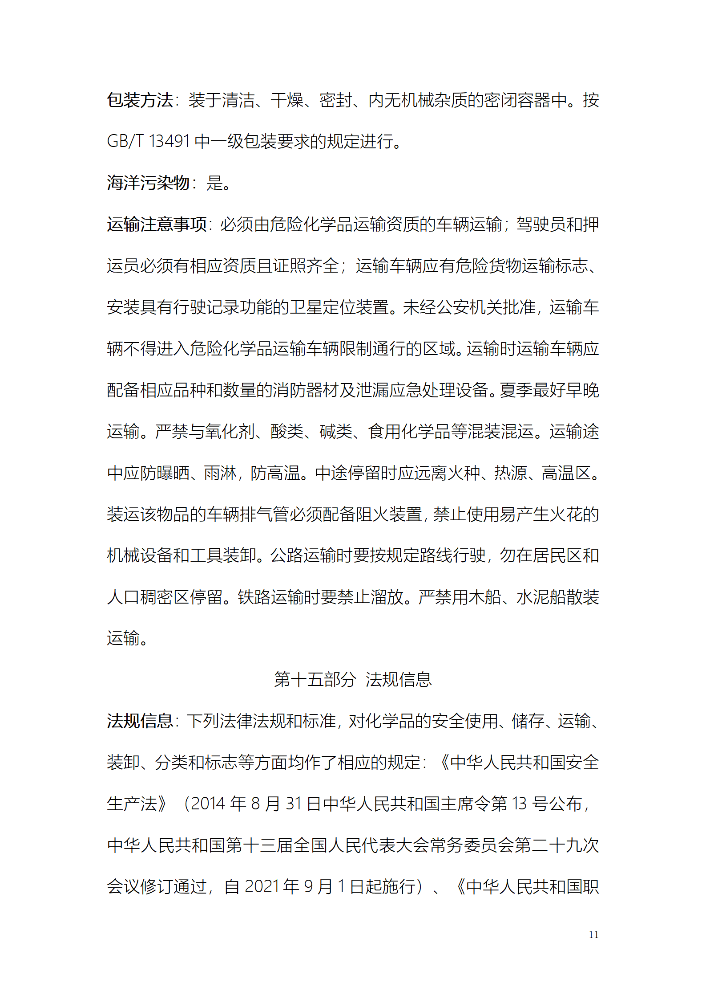 包装方法：装于清洁、干燥、密封、内无机械杂质的密闭容器中。按
GB/T 13491 中一级包装要求的规定进行。
海洋污染物：是。
运输注意事项：必须由危险化学品运输资质的车辆运输；驾驶员和押
运员必须有相应资质且证照齐全；运输车辆应有危险货物运输标志、
安装具有行驶记录功能的卫星定位装置。未经公安机关批准，运输车
辆不得进入危险化学品运输车辆限制通行的区域。运输时运输车辆应
配备相应品种和数量的消防器材及泄漏应急处理设备。夏季最好早晚
运输。严禁与氧化剂、酸类、碱类、食用化学品等混装混运。运输途
中应防曝晒、雨淋，防高温。中途停留时应远离火种、热源、高温区。
装运该物品的车辆排气管必须配备阻火装置，禁止使用易产生火花的
机械设备和工具装卸。公路运输时要按规定路线行驶，勿在居民区和
人口稠密区停留。铁路运输时要禁止溜放。严禁用木船、水泥船散装
运输。
第十五部分 法规信息
法规信息：下列法律法规和标准，对化学品的安全使用、储存、运输、
装卸、分类和标志等方面均作了相应的规定：《中华人民共和国安全
生产法》（2014 年 8 月 31 日中华人民共和国主席令第 13 号公布，
中华人民共和国第十三届全国人民代表大会常务委员会第二十九次
会议修订通过，自 2021 年 9 月 1 日起施行）、《中华人民共和国职
11